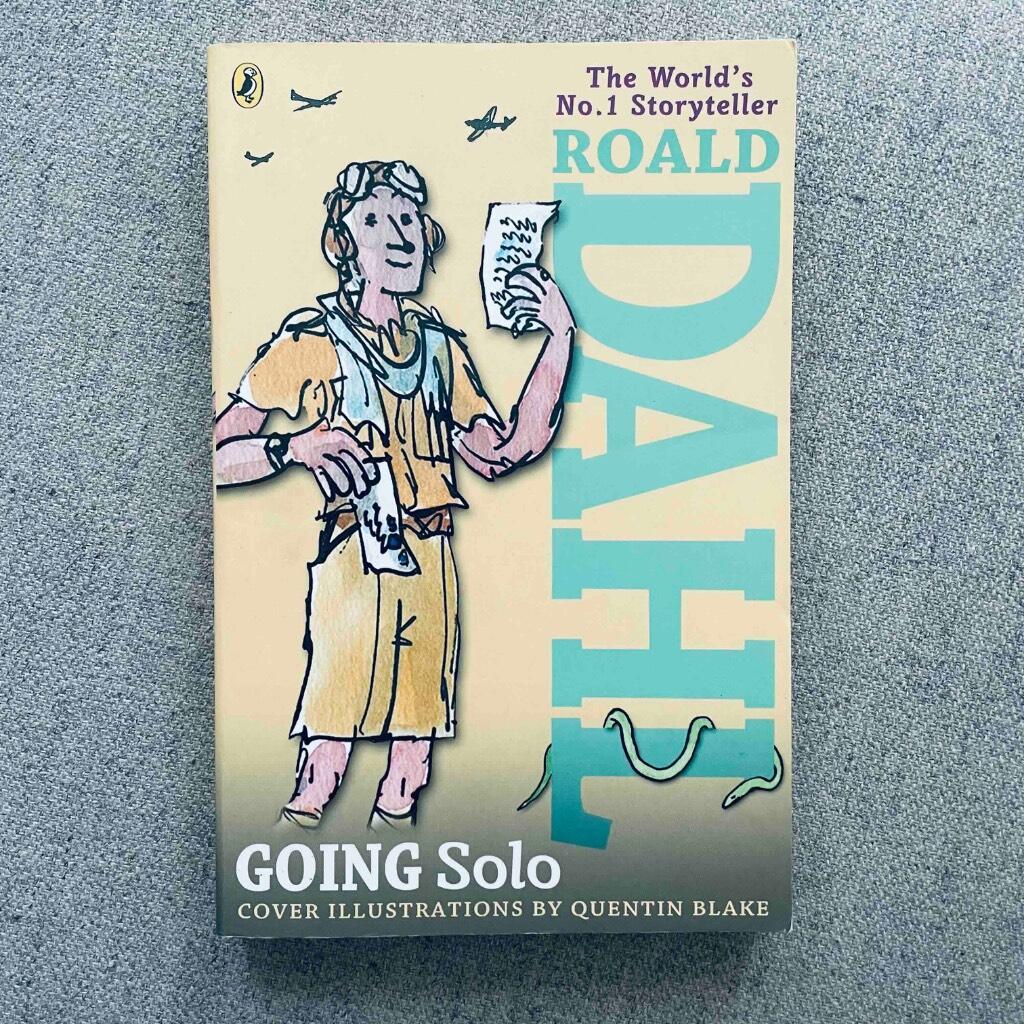 The World's
No.1 Storyteller
ROALD
DAHL
GOING Solo
COVER ILLUSTRATIONS BY QUENTIN BLAKE